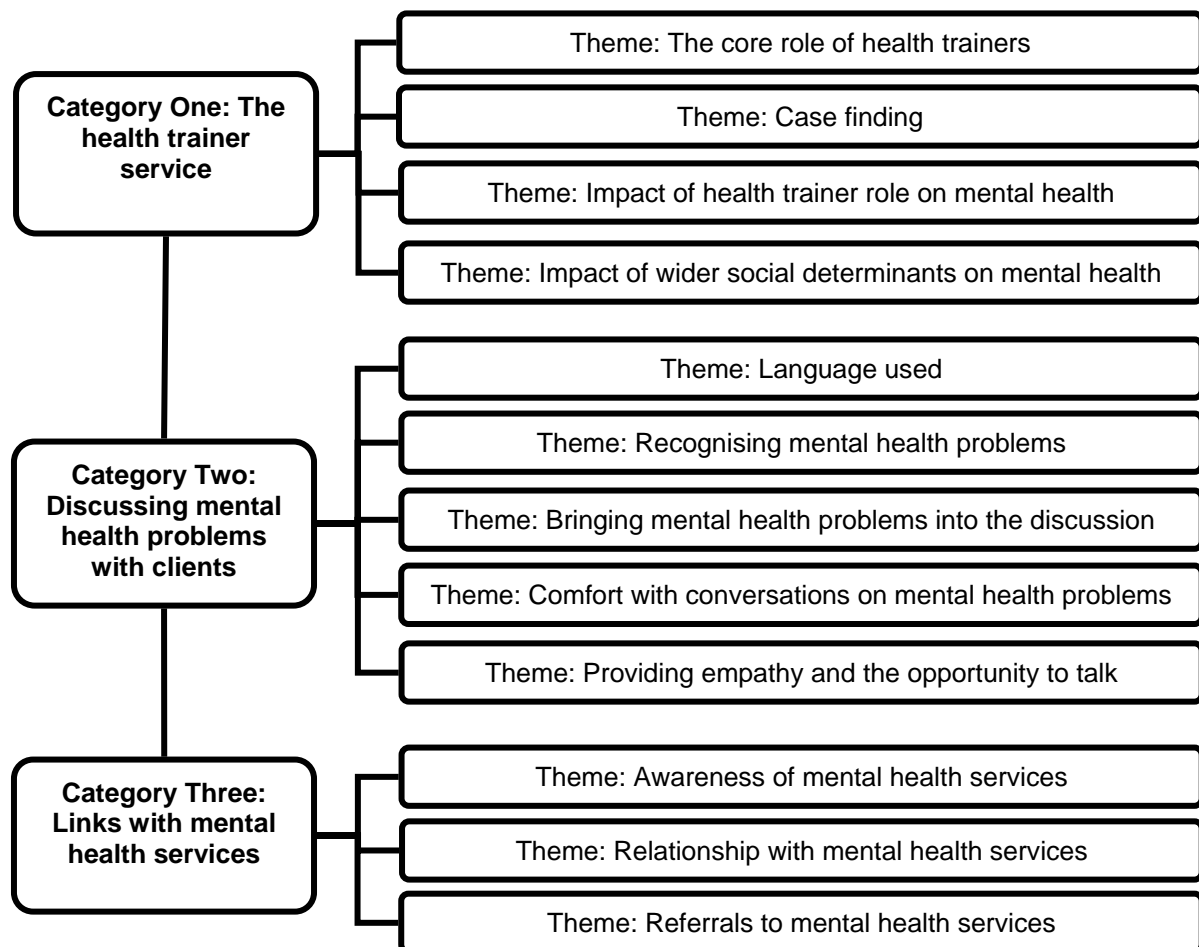 Category One: The
health trainer
service
Theme: The core role of health trainers
Theme: Case finding
Theme: Impact of health trainer role on mental health
Theme: Impact of wider social determinants on mental health
Category Two:
Discussing mental
health problems
with clients
Theme: Language used
Theme: Recognising mental health problems
Theme: Bringing mental health problems into the discussion
Theme: Comfort with conversations on mental health problems
Theme: Providing empathy and the opportunity to talk
Category Three:
Links with mental
health services
Theme: Awareness of mental health services
Theme: Relationship with mental health services
Theme: Referrals to mental health services